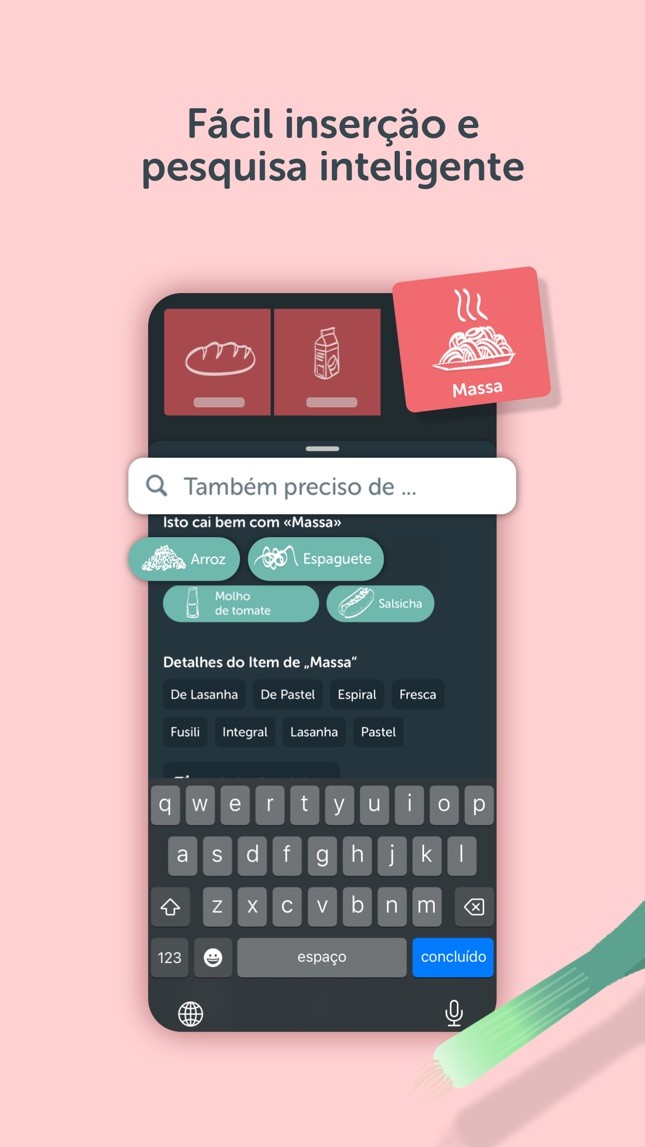 Fácil inserção e
pesquisa inteligente
Massa
Também preciso de ...
Isto cai bem com «Massa»
Arroz
Espaguete
Molho
de tomate
Salsicha
Detalhes do Item de „Massa“
De Lasanha
De Pastel
Espiral
Fresca
Fusili
Integral
Lasanha
Pastel
q w e r t y u i o p
a s d f g h j k l
z x c v b n m
123
espaço
concluído